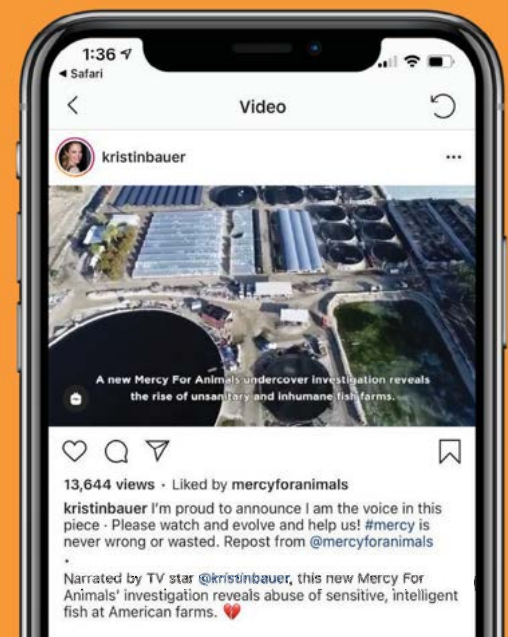 1:36
Safari
Video
kristinbauer
A new Mercy For Animals undercover investigation reveals
the rise of unsanitary and inhumane fish farms.
13,644 views · Liked by mercyforanimals
kristinbauer I'm proud to announce I am the voice in this
piece · Please watch and evolve and help us! #mercy is
never wrong or wasted. Repost from @mercyforanimals
.
Narrated by TV star @kristinbauer, this new Mercy For
Animals' investigation reveals abuse of sensitive, intelligent
fish at American farms. 💔